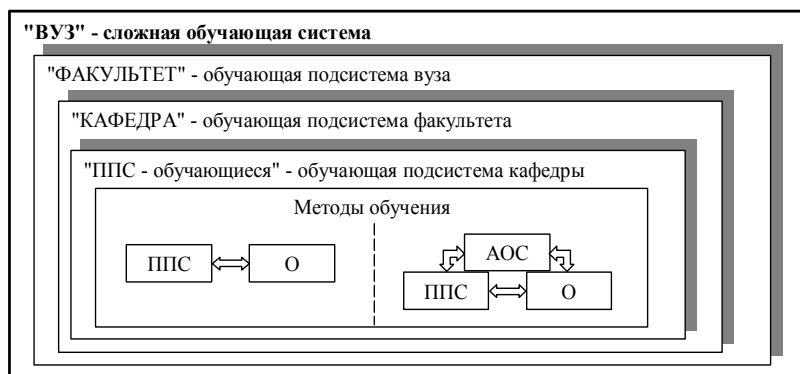 "ВУЗ" - сложная обучающая система
"ФАКУЛЬТЕТ" - обучающая подсистема вуза
"КАФЕДРА" - обучающая подсистема факультета
"ППС - обучающиеся" - обучающая подсистема кафедры
Методы обучения
ППС
О
АОС
ППС
О